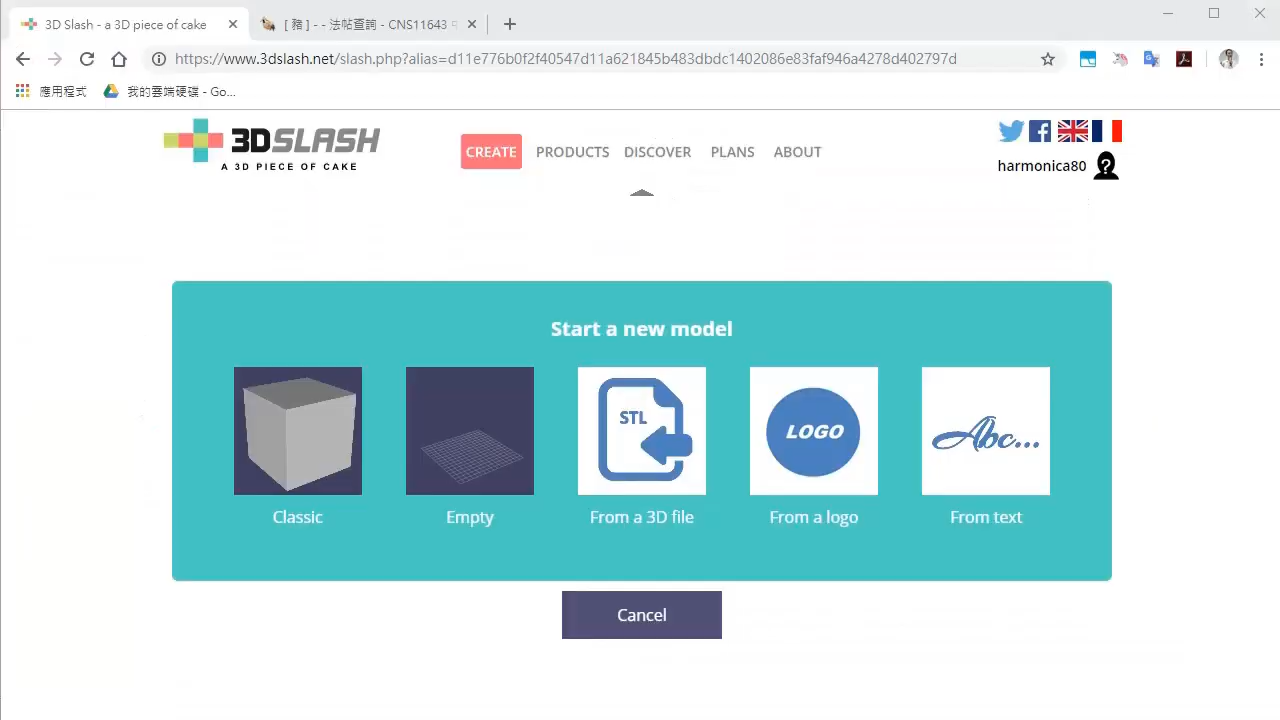 3D Slash - a 3D piece of cake
[ 豬 ] - - 法帖查詢 - CNS11643
https://www.3dslash.net/slash.php?alias=d11e776b0f2f40547d11a621845b483dbdc1402086e83faf946a4278d402797d
應用程式 我的雲端硬碟 - Go...
3DSLASH
A 3D PIECE OF CAKE
CREATE PRODUCTS DISCOVER PLANS ABOUT
harmonica80
Start a new model
STL LOGO Abc...
Classic Empty From a 3D file From a logo From text
Cancel